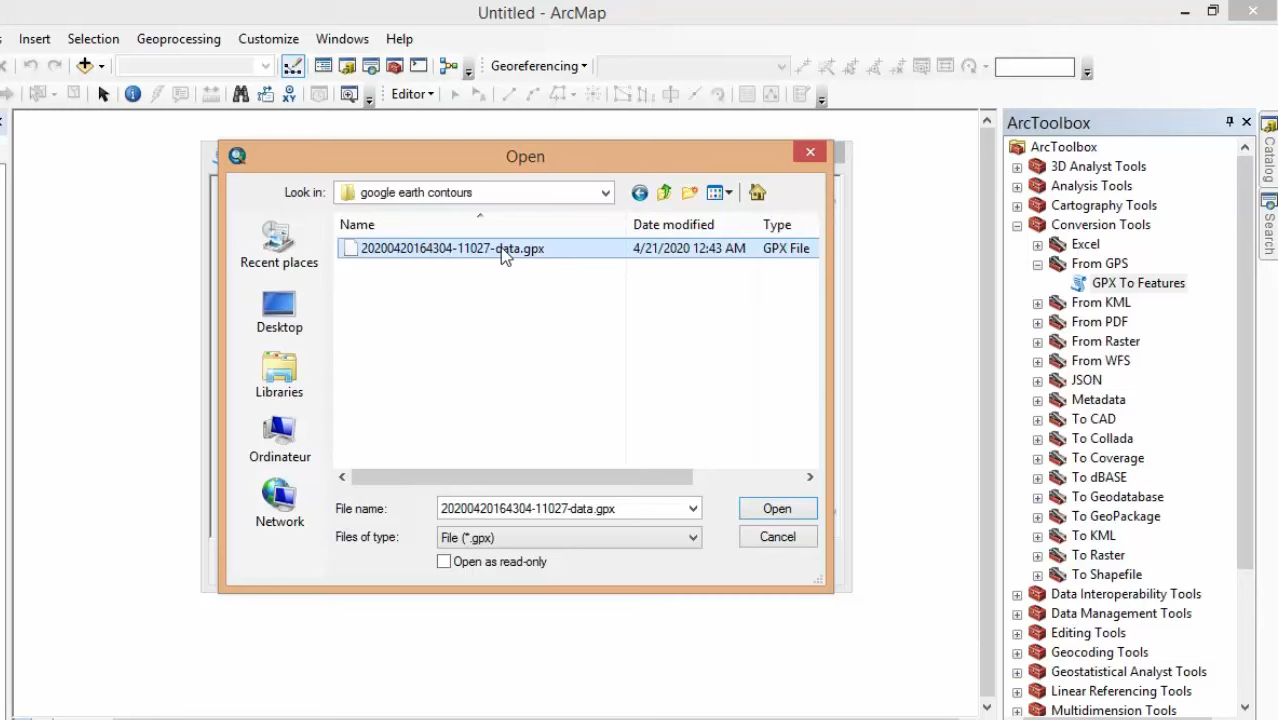 Untitled - ArcMap
Insert Selection Geoprocessing Customize Windows Help
Georeferencing
Editor
ArcToolbox
ArcToolbox
3D Analyst Tools
Analysis Tools
Cartography Tools
Conversion Tools
Excel
From GPS
GPX To Features
From KML
From PDF
From Raster
From WFS
JSON
Metadata
To CAD
To Collada
To Coverage
To dBASE
To Geodatabase
To GeoPackage
To KML
To Raster
To Shapefile
Data Interoperability Tools
Data Management Tools
Editing Tools
Geocoding Tools
Geostatistical Analyst Tools
Linear Referencing Tools
Multidimension Tools
Catalog
Search
Open
Look in: google earth contours
Name Date modified Type
20200420164304-11027-data.gpx 4/21/2020 12:43 AM GPX File
Recent places
Desktop
Libraries
Ordinateur
Network
File name: 20200420164304-11027-data.gpx Open
Files of type: File (*.gpx) Cancel
Open as read-only